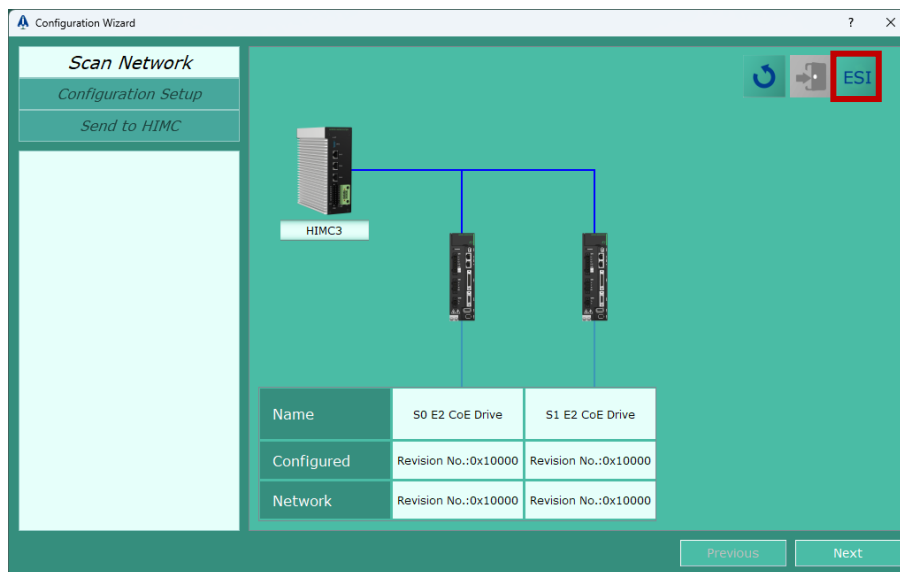 Configuration Wizard
?
Scan Network
Configuration Setup
Send to HIMC
ESI
HIMC3
Name S0 E2 CoE Drive S1 E2 CoE Drive
Configured Revision No.:0x10000 Revision No.:0x10000
Network Revision No.:0x10000 Revision No.:0x10000
Previous Next